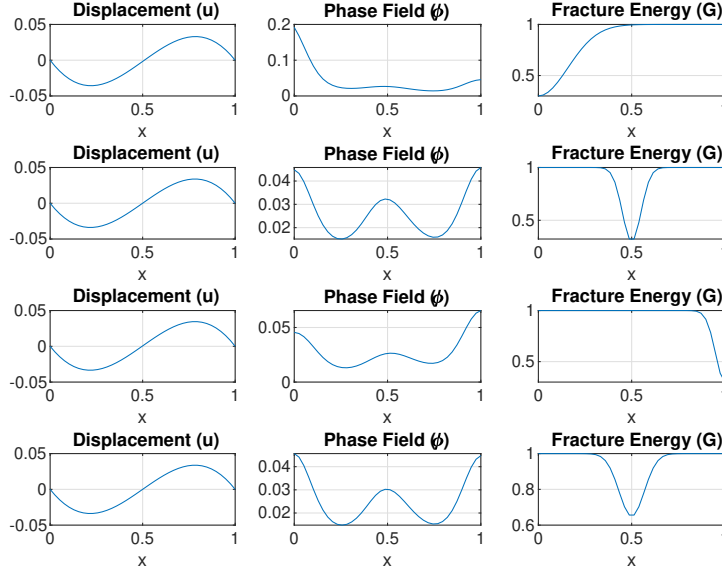 Displacement (u) Phase Field (ϕ) Fracture Energy (G)
0.05 0.2 1
0 0.1 0.5
-0.05 0
0 0.5 1 0 0.5 1 0 0.5 1
x x x
Displacement (u) Phase Field (ϕ) Fracture Energy (G)
0.05 0.04 1
0 0.03 0.5
-0.05 0.02
0 0.5 1 0 0.5 1 0 0.5 1
x x x
Displacement (u) Phase Field (ϕ) Fracture Energy (G)
0.05 0.05 1
0 0 0.5
-0.05
0 0.5 1 0 0.5 1 0 0.5 1
x x x
Displacement (u) Phase Field (ϕ) Fracture Energy (G)
0.05 0.04 1
0 0.03 0.8
-0.05 0.02 0.6
0 0.5 1 0 0.5 1 0 0.5 1
x x x